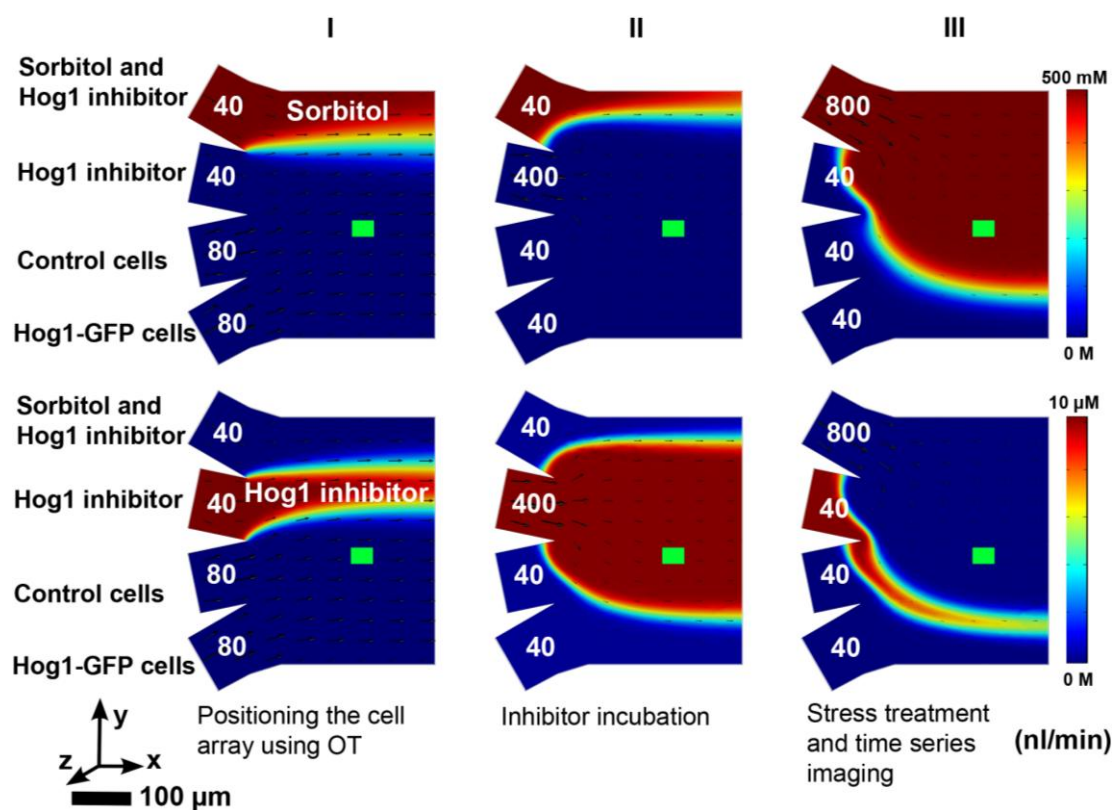 I II III
Sorbitol and
Hog1 inhibitor
Hog1 inhibitor
Control cells
Hog1-GFP cells
40 Sorbitol
40
80
80
40
400
40
40
800
40
40
40
500 mM
0 M
Sorbitol and
Hog1 inhibitor
Hog1 inhibitor
Control cells
Hog1-GFP cells
40
40 Hog1 inhibitor
80
80
40
400
40
40
800
40
40
40
10 µM
0 M
y
z x
100 µm
Positioning the cell
array using OT
Inhibitor incubation
Stress treatment
and time series
imaging
(nl/min)